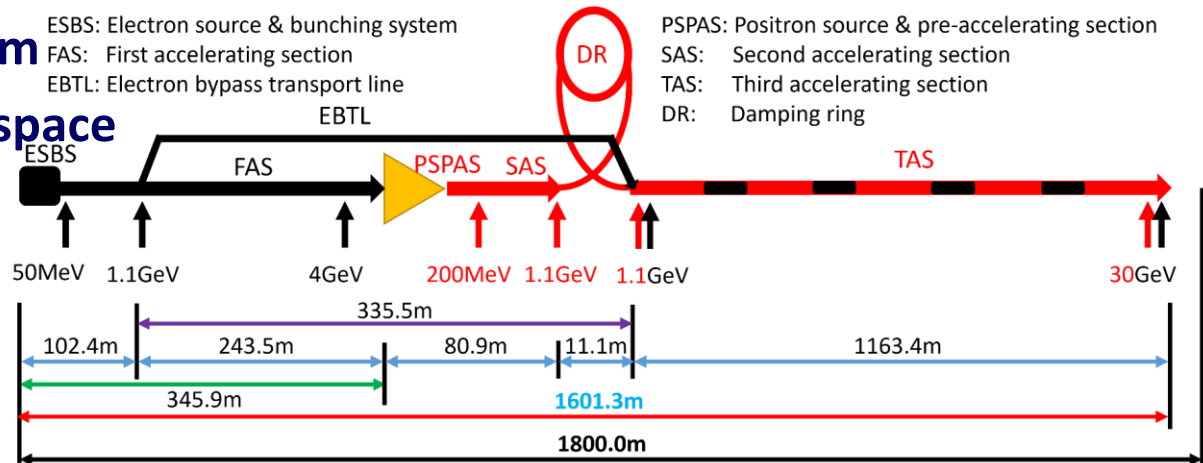 ESBS: Electron source & bunching system
FAS: First accelerating section
EBTL: Electron bypass transport line
m
space
PSPAS: Positron source & pre-accelerating section
SAS: Second accelerating section
TAS: Third accelerating section
DR: Damping ring
DR
EBTL
ESBS
FAS
PSPAS
SAS
TAS
50MeV
1.1GeV
4GeV
200MeV
1.1GeV
1.1GeV
30GeV
335.5m
102.4m
243.5m
80.9m
11.1m
1163.4m
345.9m
1601.3m
1800.0m